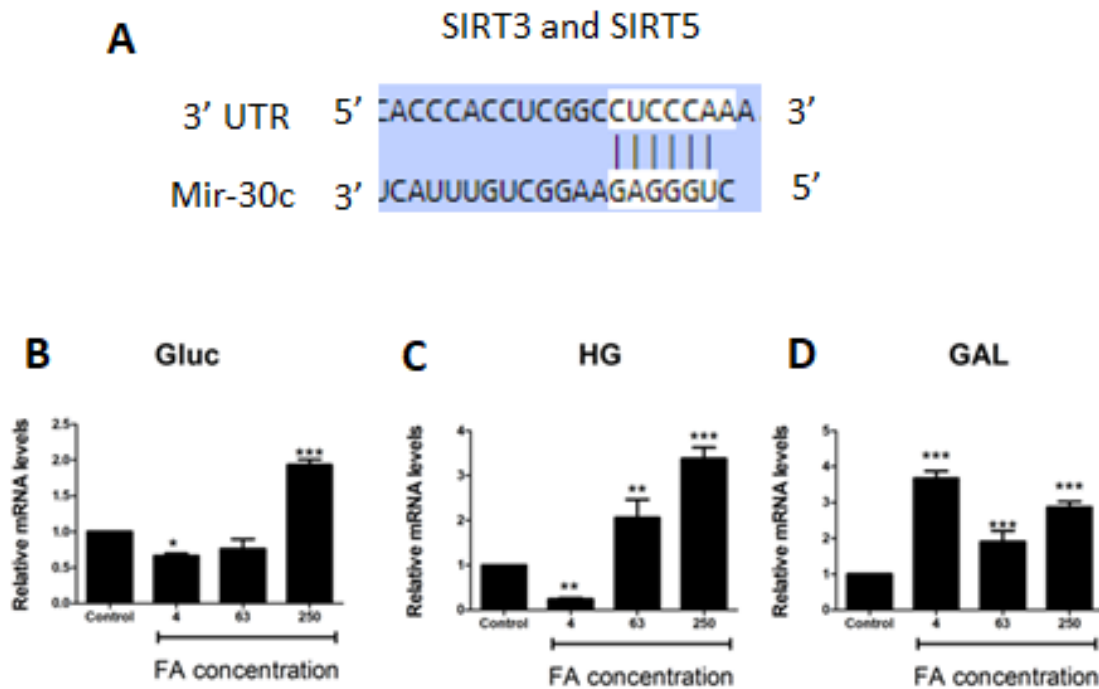 A
SIRT3 and SIRT5
3’ UTR 5’ CACCCACCUCGGCCUCCCAAA 3’
Mir-30c 3’ UCAUUUGUCGGAAGAGGGUC 5’
B Gluc
Relative mRNA levels
2.5
2.0
1.5
1.0
0.5
0.0
* ***
Control 4 63 250
FA concentration
C HG
Relative mRNA levels
4
3
2
1
0
** ** ***
Control 4 63 250
FA concentration
D GAL
Relative mRNA levels
5
4
3
2
1
0
*** *** ***
Control 4 63 250
FA concentration